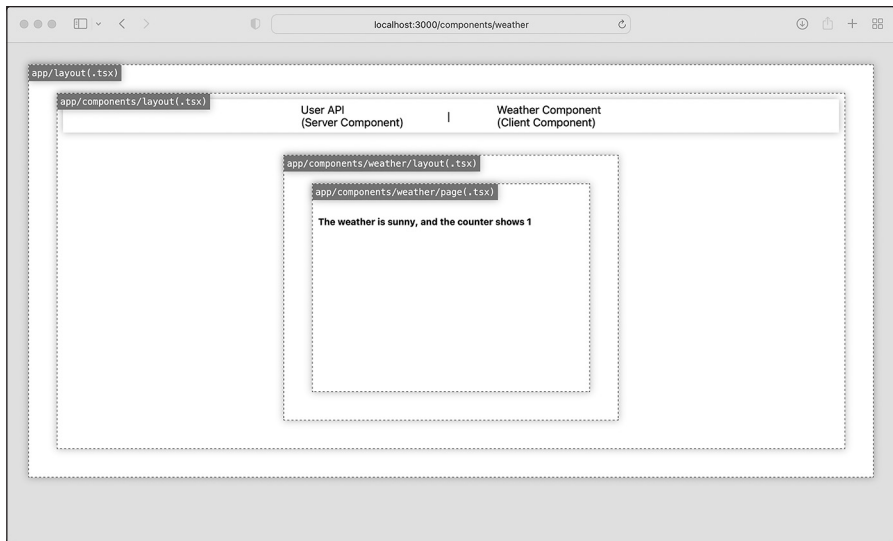 localhost:3000/components/weather
app/layout(.tsx)
app/components/layout(.tsx)
User API
(Server Component)
|
Weather Component
(Client Component)
app/components/weather/layout(.tsx)
app/components/weather/page(.tsx)
The weather is sunny, and the counter shows 1